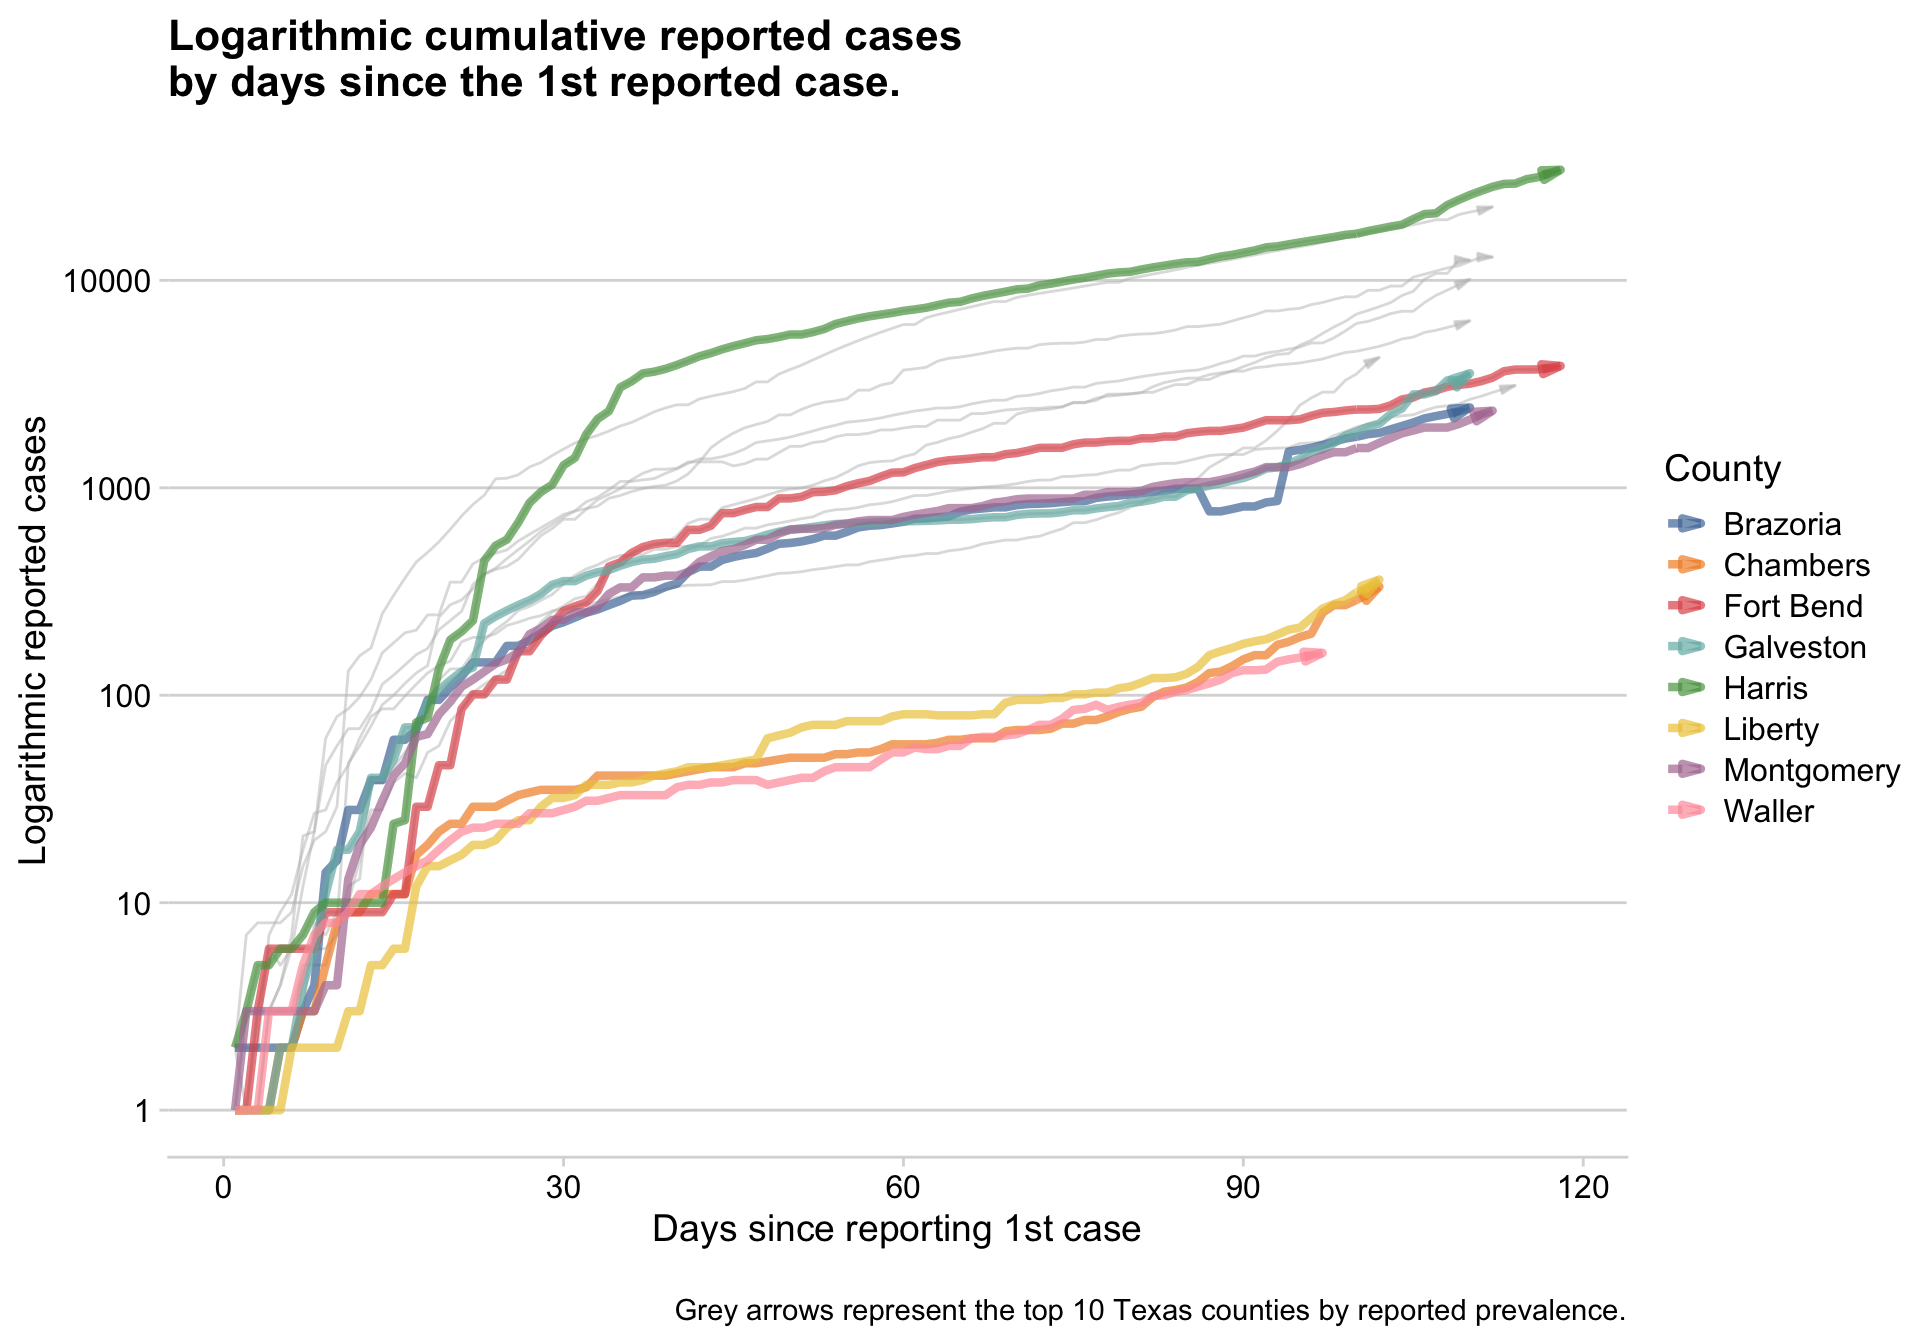 Logarithmic cumulative reported cases
by days since the 1st reported case.
Logarithmic reported cases
10000
1000
100
10
1
0
30
60
90
120
Days since reporting 1st case
County
Brazoria
Chambers
Fort Bend
Galveston
Harris
Liberty
Montgomery
Waller
Grey arrows represent the top 10 Texas counties by reported prevalence.